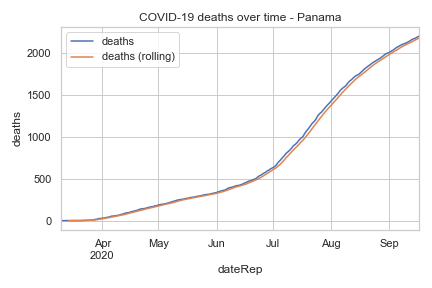 COVID-19 deaths over time - Panama
deaths
deaths (rolling)
deaths
2000
1500
1000
500
0
Apr
2020
May
Jun
Jul
Aug
Sep
dateRep